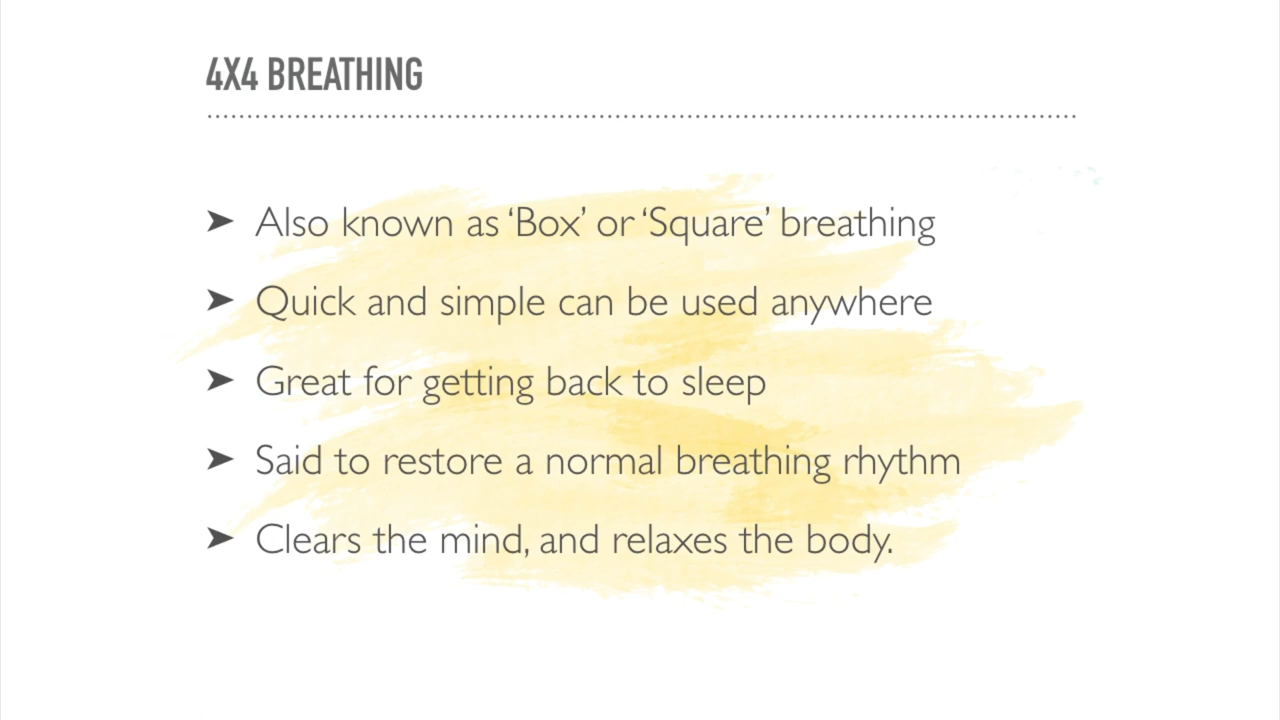 4X4 BREATHING
➤ Also known as ‘Box’ or ‘Square’ breathing
➤ Quick and simple can be used anywhere
➤ Great for getting back to sleep
➤ Said to restore a normal breathing rhythm
➤ Clears the mind, and relaxes the body.